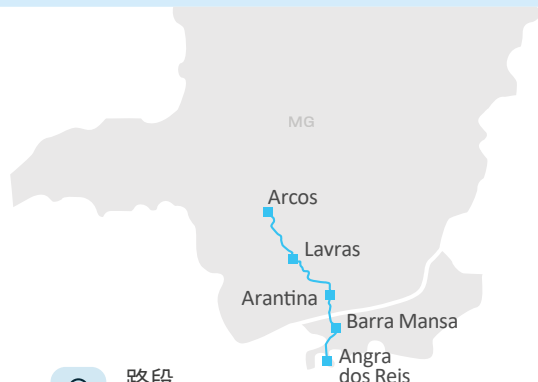 MG
Arcos
Lavras
Arantina
Barra Mansa
Angra
dos Reis
路段